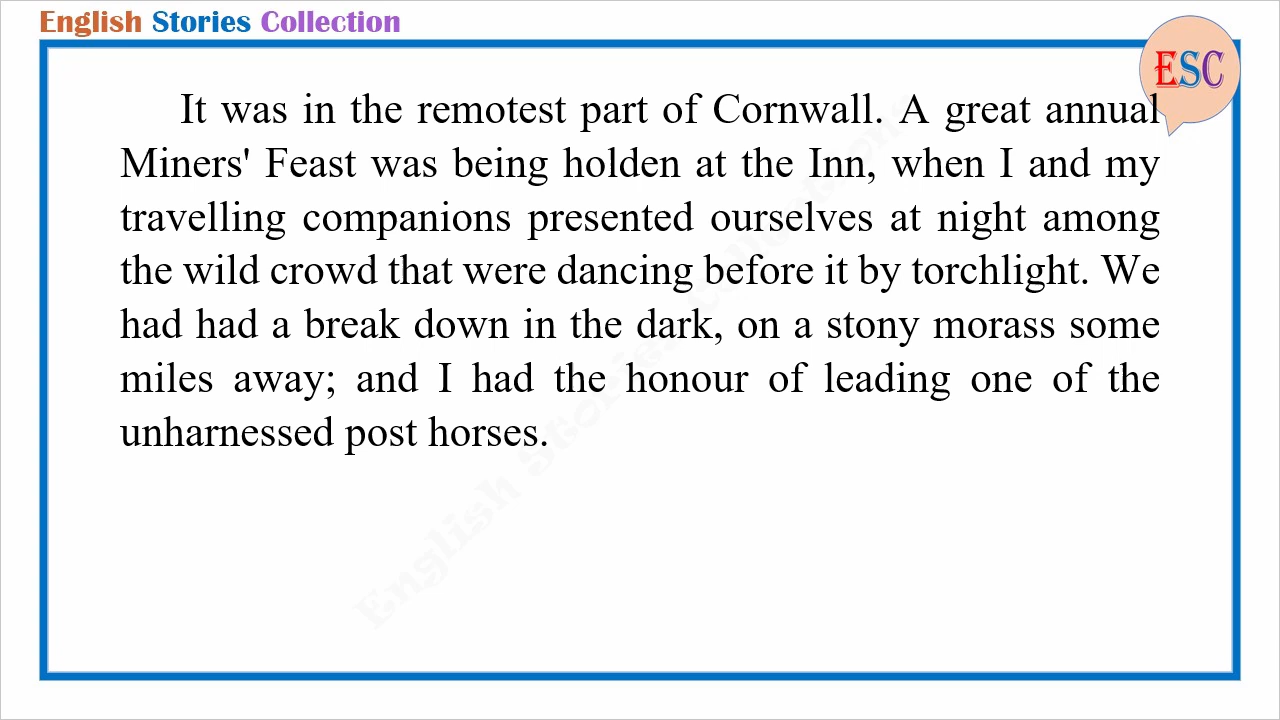 English Stories Collection
ESC
It was in the remotest part of Cornwall. A great annual
Miners' Feast was being holden at the Inn, when I and my
travelling companions presented ourselves at night among
the wild crowd that were dancing before it by torchlight. We
had had a break down in the dark, on a stony morass some
miles away; and I had the honour of leading one of the
unharnessed post horses.
English Stories Collection